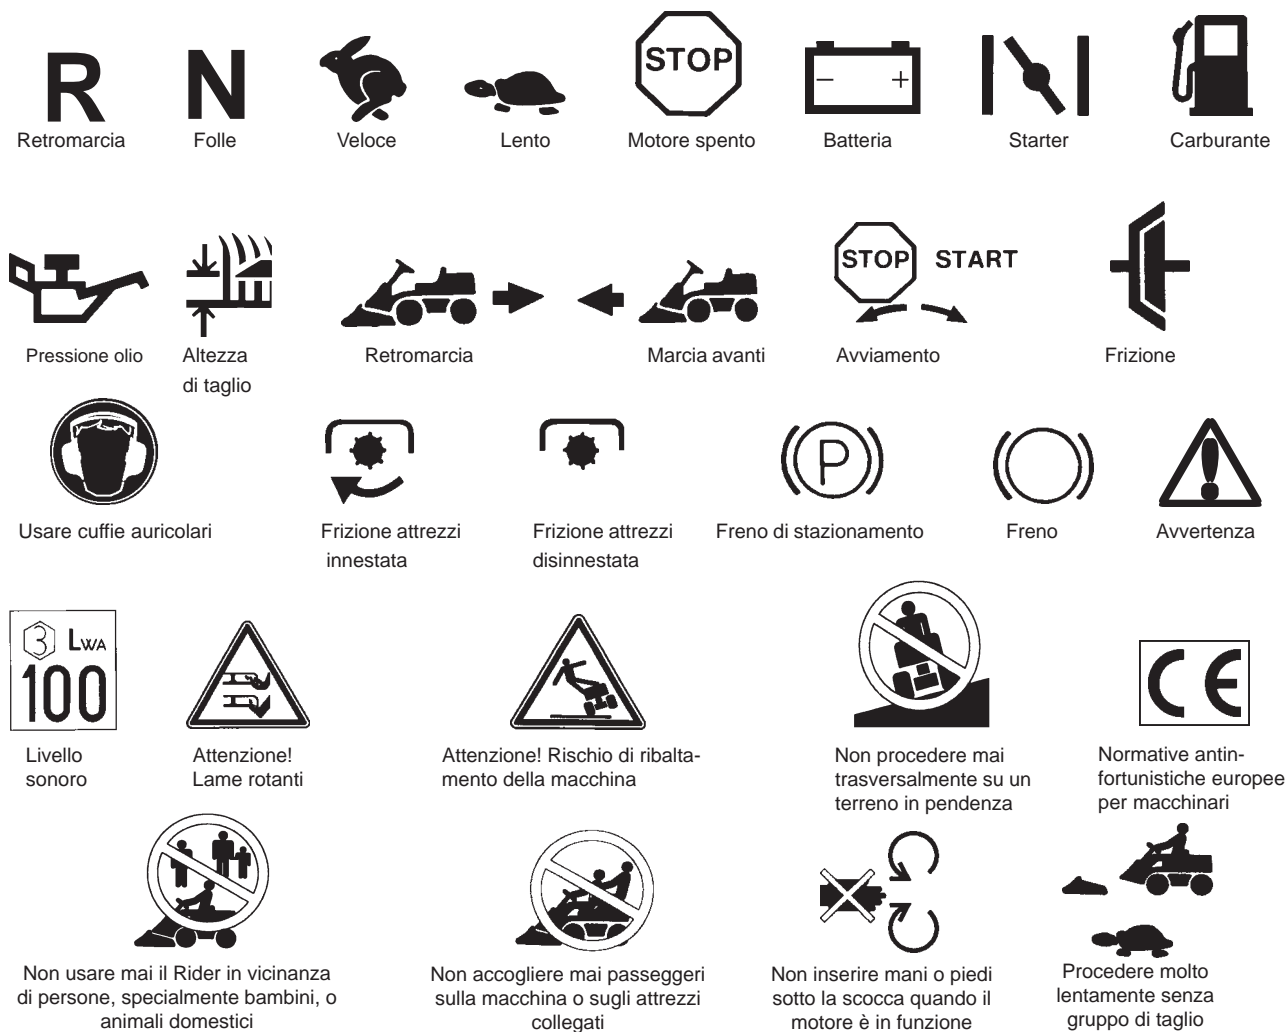 R
N
STOP
- +
Retromarcia
Folle
Veloce
Lento
Motore spento
Batteria
Starter
Carburante
STOP START
Pressione olio
Altezza
di taglio
Retromarcia
Marcia avanti
Avviamento
Frizione
P
Usare cuffie auricolari
Frizione attrezzi
innestata
Frizione attrezzi
disinnestata
Freno di stazionamento
Freno
Avvertenza
3 LWA
100
CE
Livello
sonoro
Attenzione!
Lame rotanti
Attenzione! Rischio di ribalta-
mento della macchina
Non procedere mai
trasversalmente su un
terreno in pendenza
Normative antin-
fortunistiche europee
per macchinari
Non usare mai il Rider in vicinanza
di persone, specialmente bambini, o
animali domestici
Non accogliere mai passeggeri
sulla macchina o sugli attrezzi
collegati
Non inserire mani o piedi
sotto la scocca quando il
motore è in funzione
Procedere molto
lentamente senza
gruppo di taglio